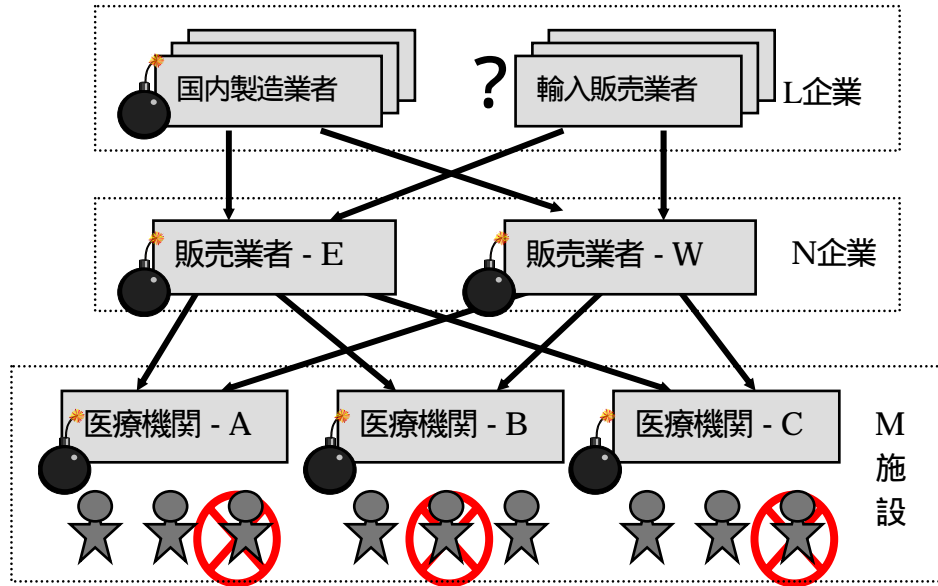 国内製造業者
?
輸入販売業者
L企業
販売業者 - E
販売業者 - W
N企業
医療機関 - A
医療機関 - B
医療機関 - C
M
施
設